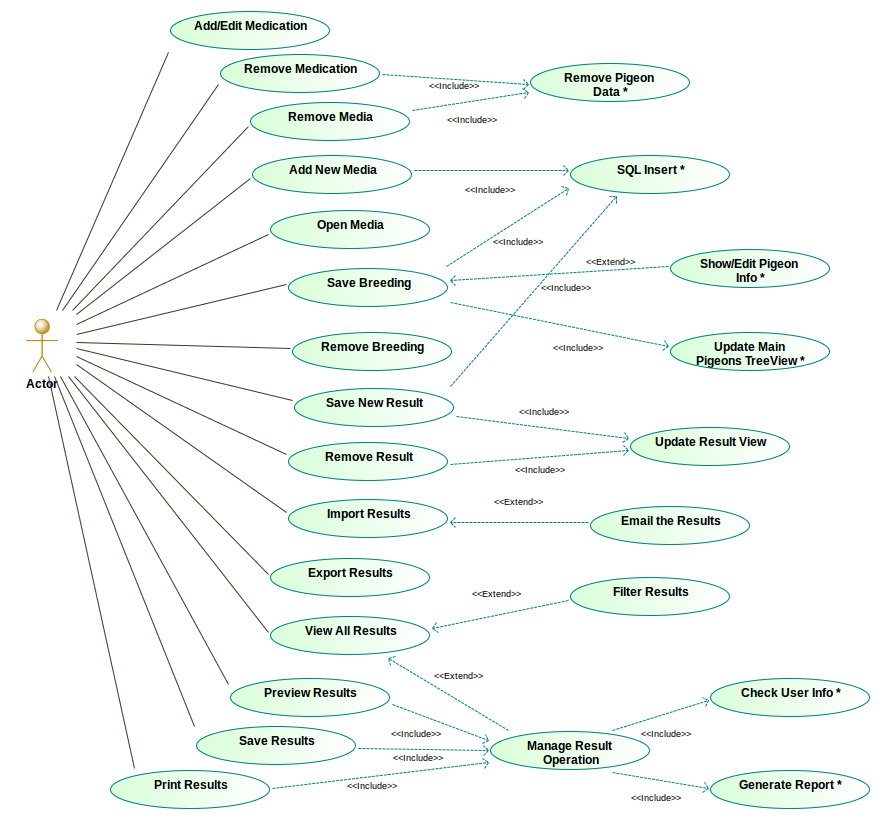 Add/Edit Medication
Remove Medication
<<Include>>
Remove Pigeon
Data *
Remove Media
<<Include>>
Add New Media
<<Include>>
SQL Insert *
Open Media
<<Include>>
Save Breeding
<<Extend>>
Show/Edit Pigeon
Info *
<<Include>>
Remove Breeding
<<Include>>
Update Main
Pigeons TreeView *
Actor
Save New Result
<<Include>>
Update Result View
Remove Result
<<Include>>
Import Results
<<Extend>>
Email the Results
Export Results
<<Extend>>
Filter Results
View All Results
<<Extend>>
Preview Results
<<Include>>
Check User Info *
<<Include>>
Save Results
<<Include>>
Manage Result
Operation
Print Results
<<Include>>
Generate Report *
<<Include>>